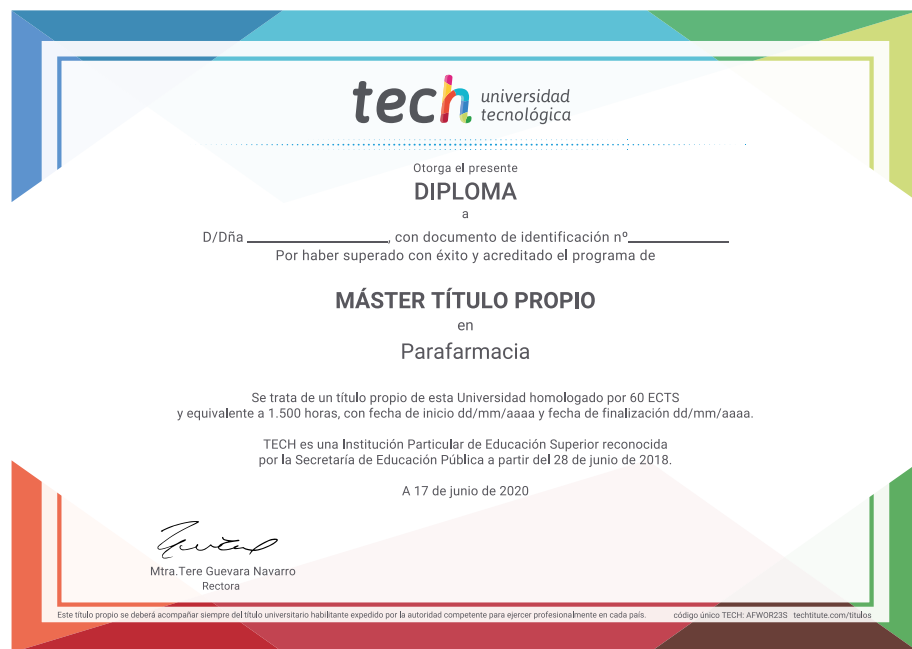 tech universidad
tecnológica
Otorga el presente
DIPLOMA
a
D/Dña ____________________, con documento de identificación nº______________
Por haber superado con éxito y acreditado el programa de
MÁSTER TÍTULO PROPIO
en
Parafarmacia
Se trata de un título propio de esta Universidad homologado por 60 ECTS
y equivalente a 1.500 horas, con fecha de inicio dd/mm/aaaa y fecha de finalización dd/mm/aaaa.
TECH es una Institución Particular de Educación Superior reconocida
por la Secretaría de Educación Pública a partir del 28 de junio de 2018.
A 17 de junio de 2020
Mtra.Tere Guevara Navarro
Rectora
Este título propio se deberá acompañar siempre del título universitario habilitante expedido por la autoridad competente para ejercer profesionalmente en cada país. código único TECH: AFWOR23S techtitute.com/títulos